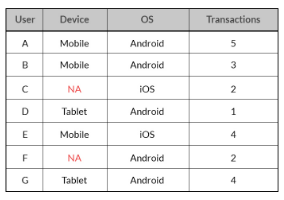 User Device OS Transactions
A Mobile Android 5
B Mobile Android 3
C NA iOS 2
D Tablet Android 1
E Mobile iOS 4
F NA Android 2
G Tablet Android 4